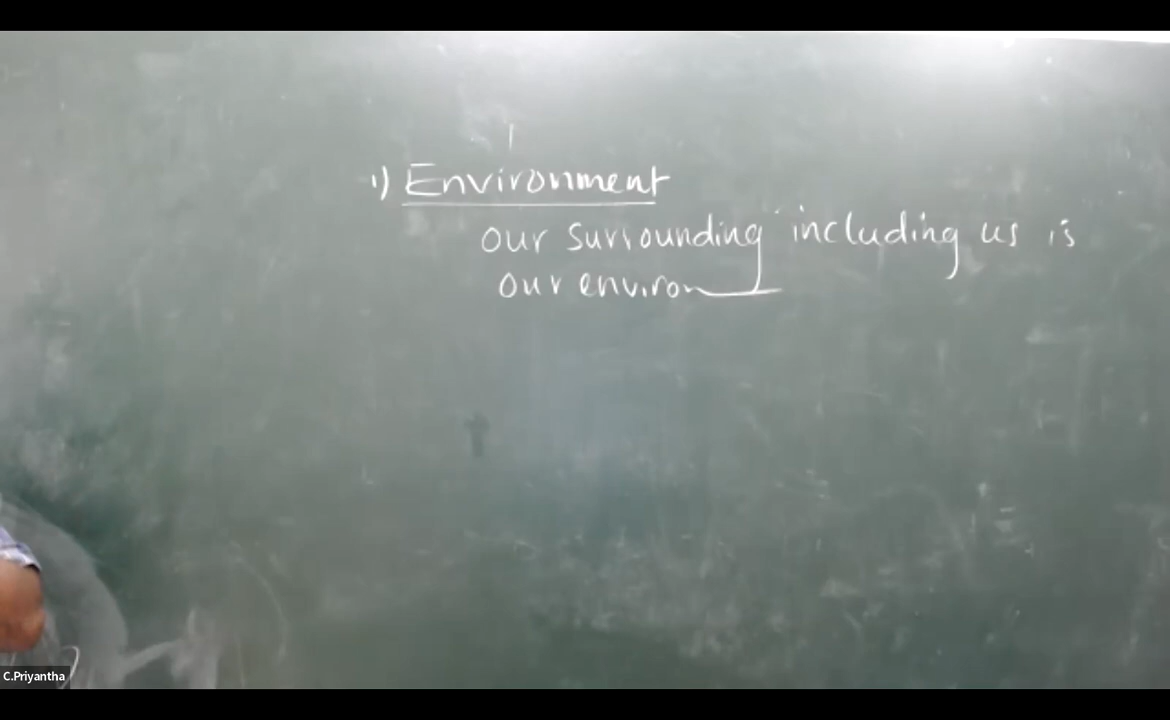 1) Environment
our surrounding including us is
our environ
C.Priyantha